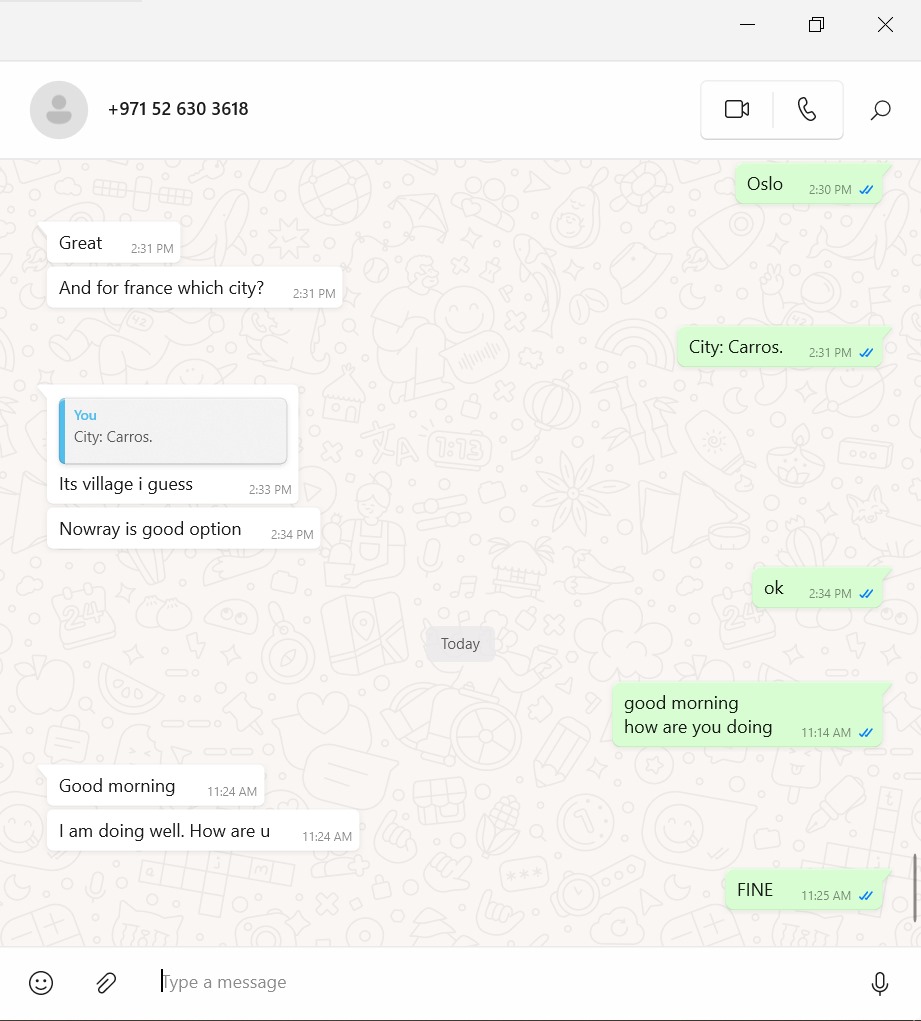 +971 52 630 3618
Oslo 2:30 PM
Great 2:31 PM
And for france which city? 2:31 PM
City: Carros. 2:31 PM
You
City: Carros.
Its village i guess 2:33 PM
Nowray is good option 2:34 PM
ok 2:34 PM
Today
good morning
how are you doing 11:14 AM
Good morning 11:24 AM
I am doing well. How are u 11:24 AM
FINE 11:25 AM
Type a message